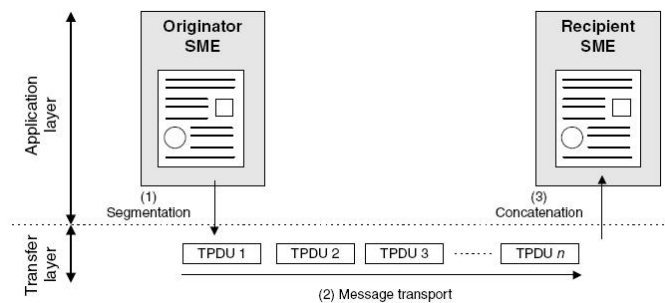 Originator
SME
Recipient
SME
Application
layer
(1)
Segmentation
(3)
Concatenation
Transfer
layer
TPDU 1
TPDU 2
TPDU 3
TPDU n
(2) Message transport